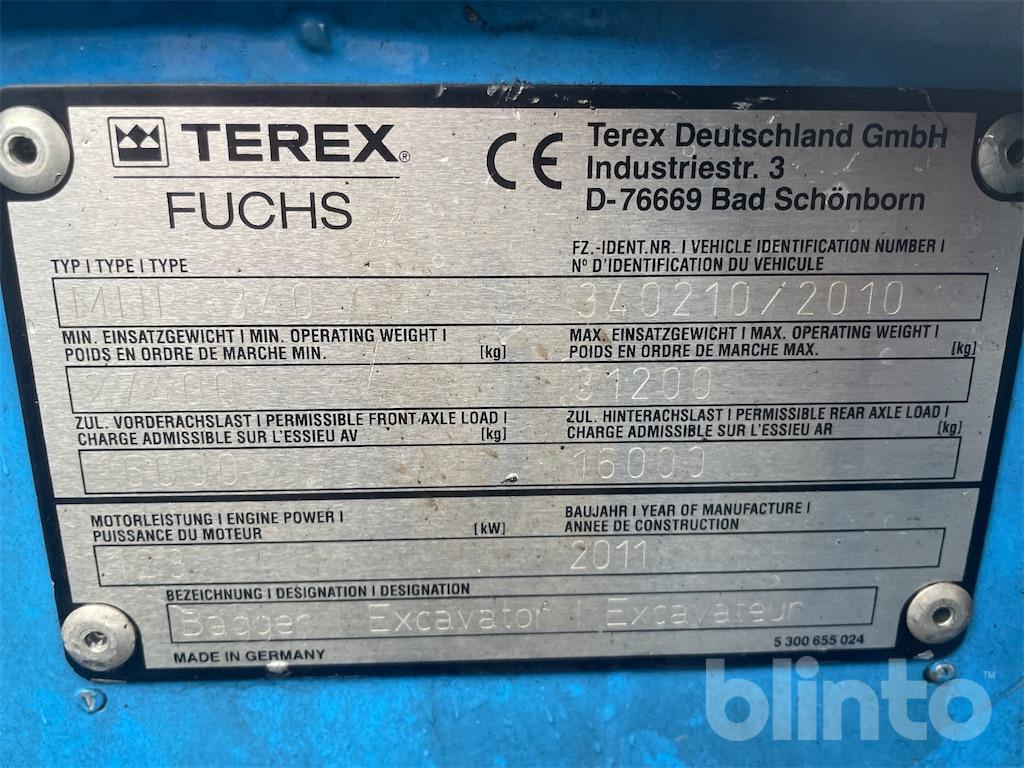 TEREX®
FUCHS
CE
Terex Deutschland GmbH
Industriestr. 3
D-76669 Bad Schönborn
TYP I TYPE I TYPE
FZ.-IDENT.NR. I VEHICLE IDENTIFICATION NUMBER I
N° D'IDENTIFICATION DU VEHICULE
340210/2010
MIN. EINSATZGEWICHT I MIN. OPERATING WEIGHT I
POIDS EN ORDRE DE MARCHE MIN. [kg]
MAX. EINSATZGEWICHT I MAX. OPERATING WEIGHT I
POIDS EN ORDRE DE MARCHE MAX. [kg]
31200
ZUL. VORDERACHSLAST I PERMISSIBLE FRONT AXLE LOAD I
CHARGE ADMISSIBLE SUR L'ESSIEU AV [kg]
ZUL. HINTERACHSLAST I PERMISSIBLE REAR AXLE LOAD I
CHARGE ADMISSIBLE SUR L'ESSIEU AR [kg]
16000
MOTORLEISTUNG I ENGINE POWER I
PUISSANCE DU MOTEUR [kW]
BAUJAHR I YEAR OF MANUFACTURE I
ANNEE DE CONSTRUCTION
2011
BEZEICHNUNG I DESIGNATION I DESIGNATION
Bagger I Excavator I Excavateur
5 300 655 024
MADE IN GERMANY
blinto™